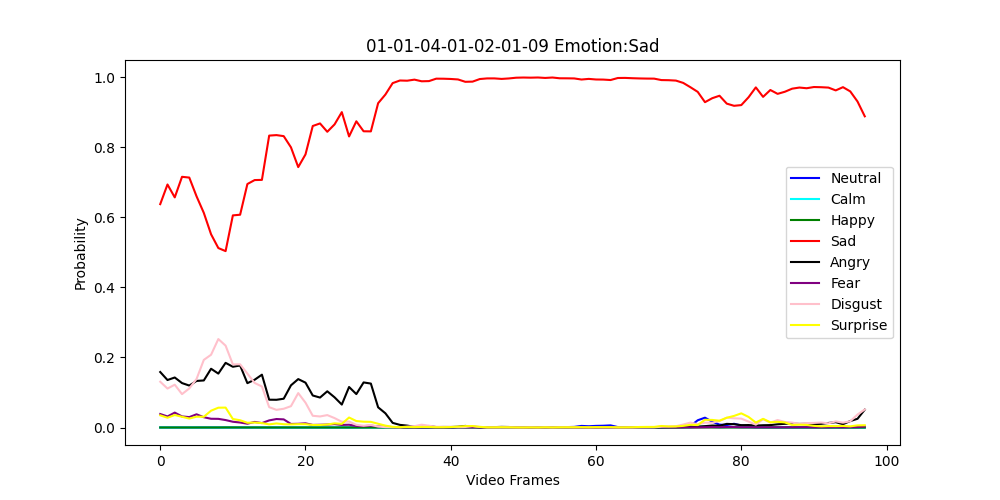 01-01-04-01-02-01-09 Emotion:Sad
Probability
1.0
0.8
0.6
0.4
0.2
0.0
Neutral
Calm
Happy
Sad
Angry
Fear
Disgust
Surprise
0 20 40 60 80 100
Video Frames